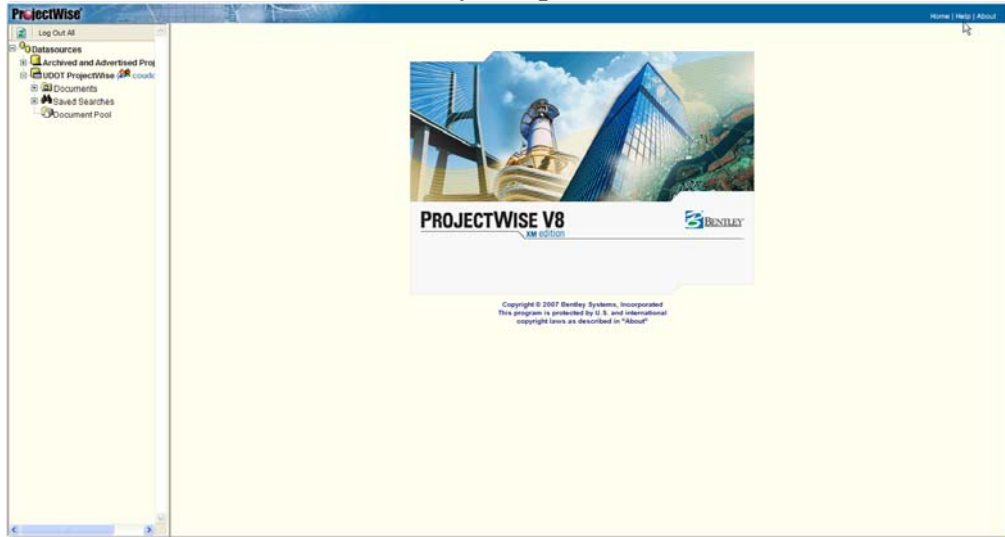 ProjectWise
Home | Help | About
Log Out All
Datasources
Archived and Advertised Proj
UDOT ProjectWise
Documents
Saved Searches
Document Pool
PROJECTWISE V8
XM edition
BENTLEY
Copyright © 2007 Bentley Systems, Incorporated
This program is protected by U.S. and international
copyright laws as described in "About"